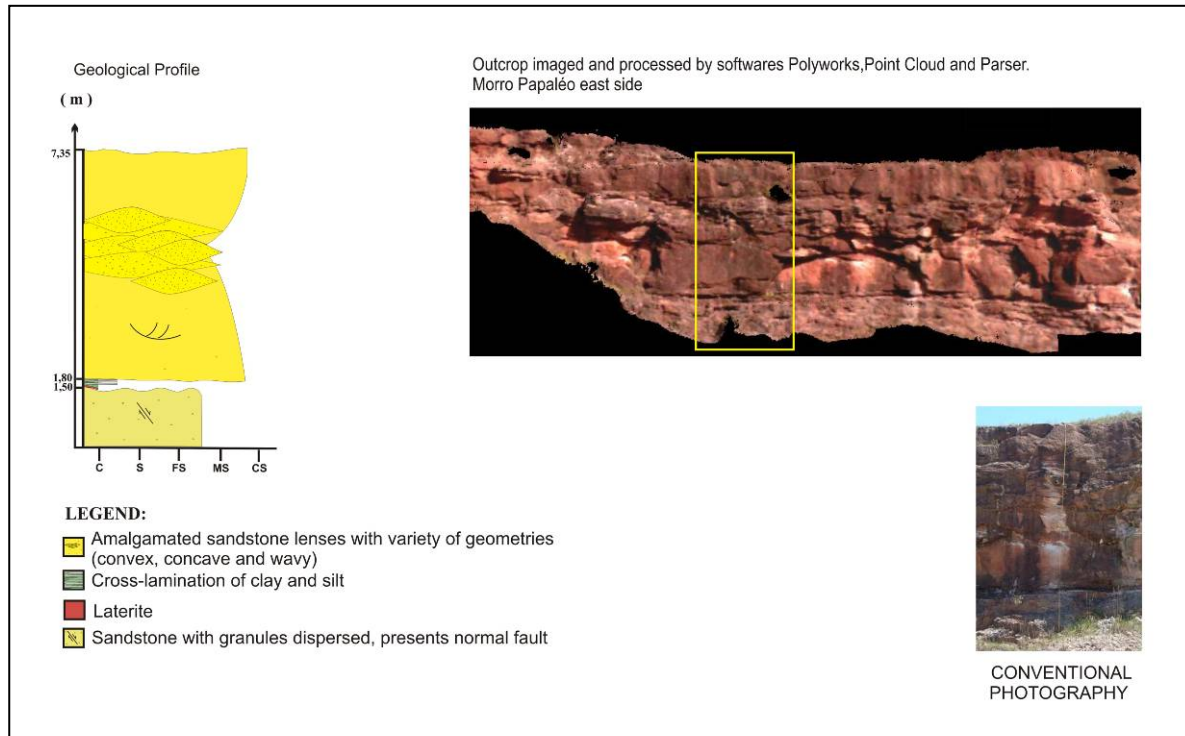 Geological Profile
( m )
7,35
1,80
1,50
C S FS MS CS
LEGEND:
Amalgamated sandstone lenses with variety of geometries
(convex, concave and wavy)
Cross-lamination of clay and silt
Laterite
Sandstone with granules dispersed, presents normal fault
Outcrop imaged and processed by softwares Polyworks,Point Cloud and Parser.
Morro Papaléo east side
CONVENTIONAL
PHOTOGRAPHY